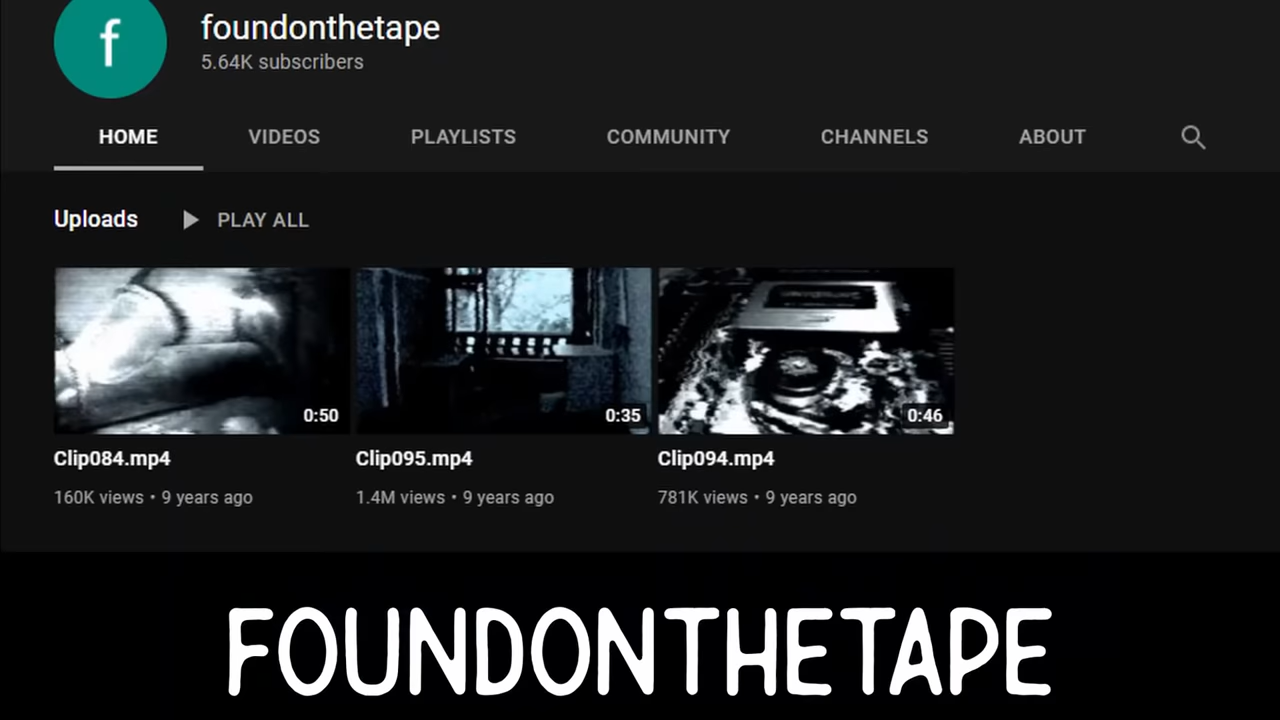 f
foundonthetape
5.64K subscribers
HOME VIDEOS PLAYLISTS COMMUNITY CHANNELS ABOUT
Uploads PLAY ALL
0:50 0:35 0:46
Clip084.mp4 Clip095.mp4 Clip094.mp4
160K views • 9 years ago 1.4M views • 9 years ago 781K views • 9 years ago
FOUNDONTHETAPE